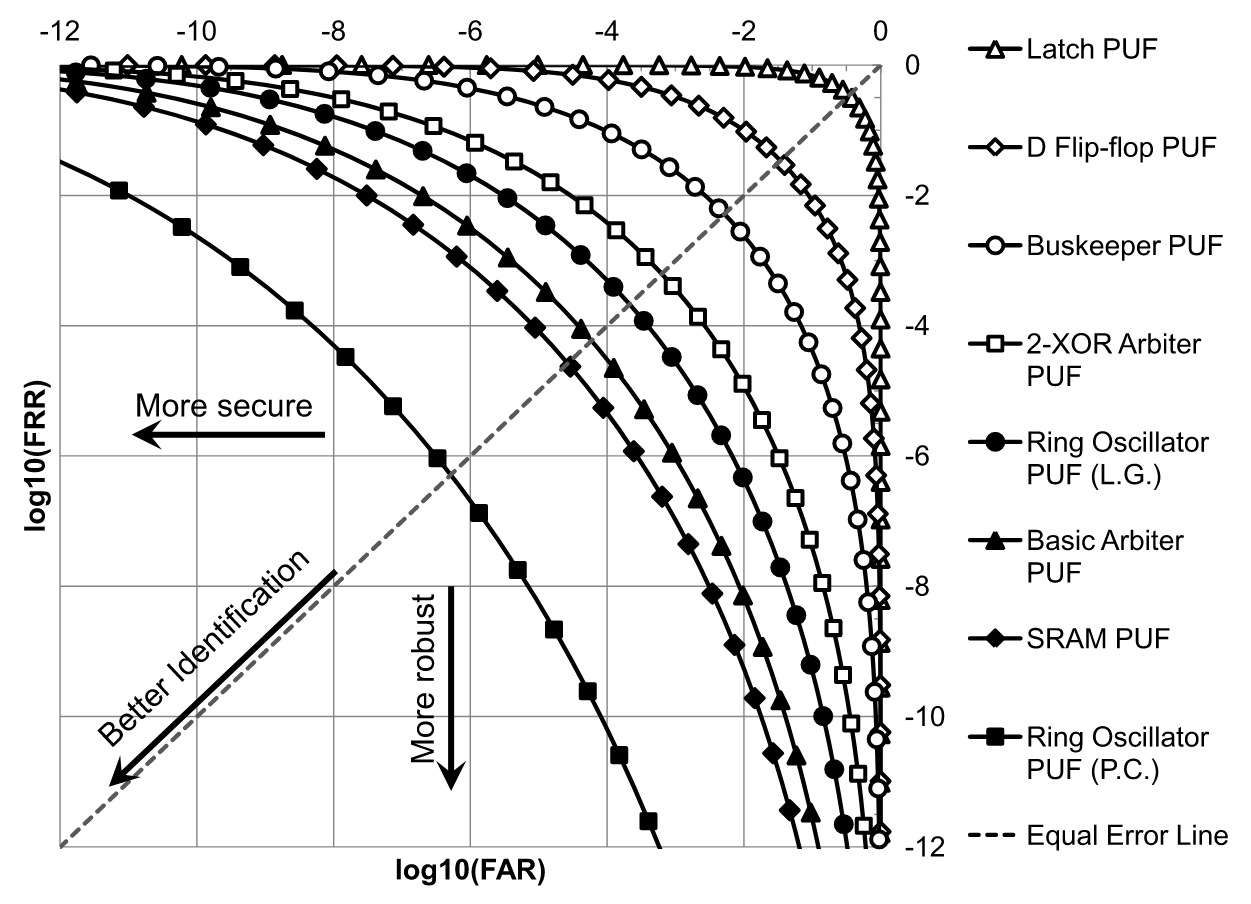 -12 -10 -8 -6 -4 -2 0
0
-2
-4
-6
-8
-10
-12
log10(FRR)
log10(FAR)
More secure
Better Identification
More robust
Latch PUF
D Flip-flop PUF
Buskeeper PUF
2-XOR Arbiter
PUF
Ring Oscillator
PUF (L.G.)
Basic Arbiter
PUF
SRAM PUF
Ring Oscillator
PUF (P.C.)
Equal Error Line